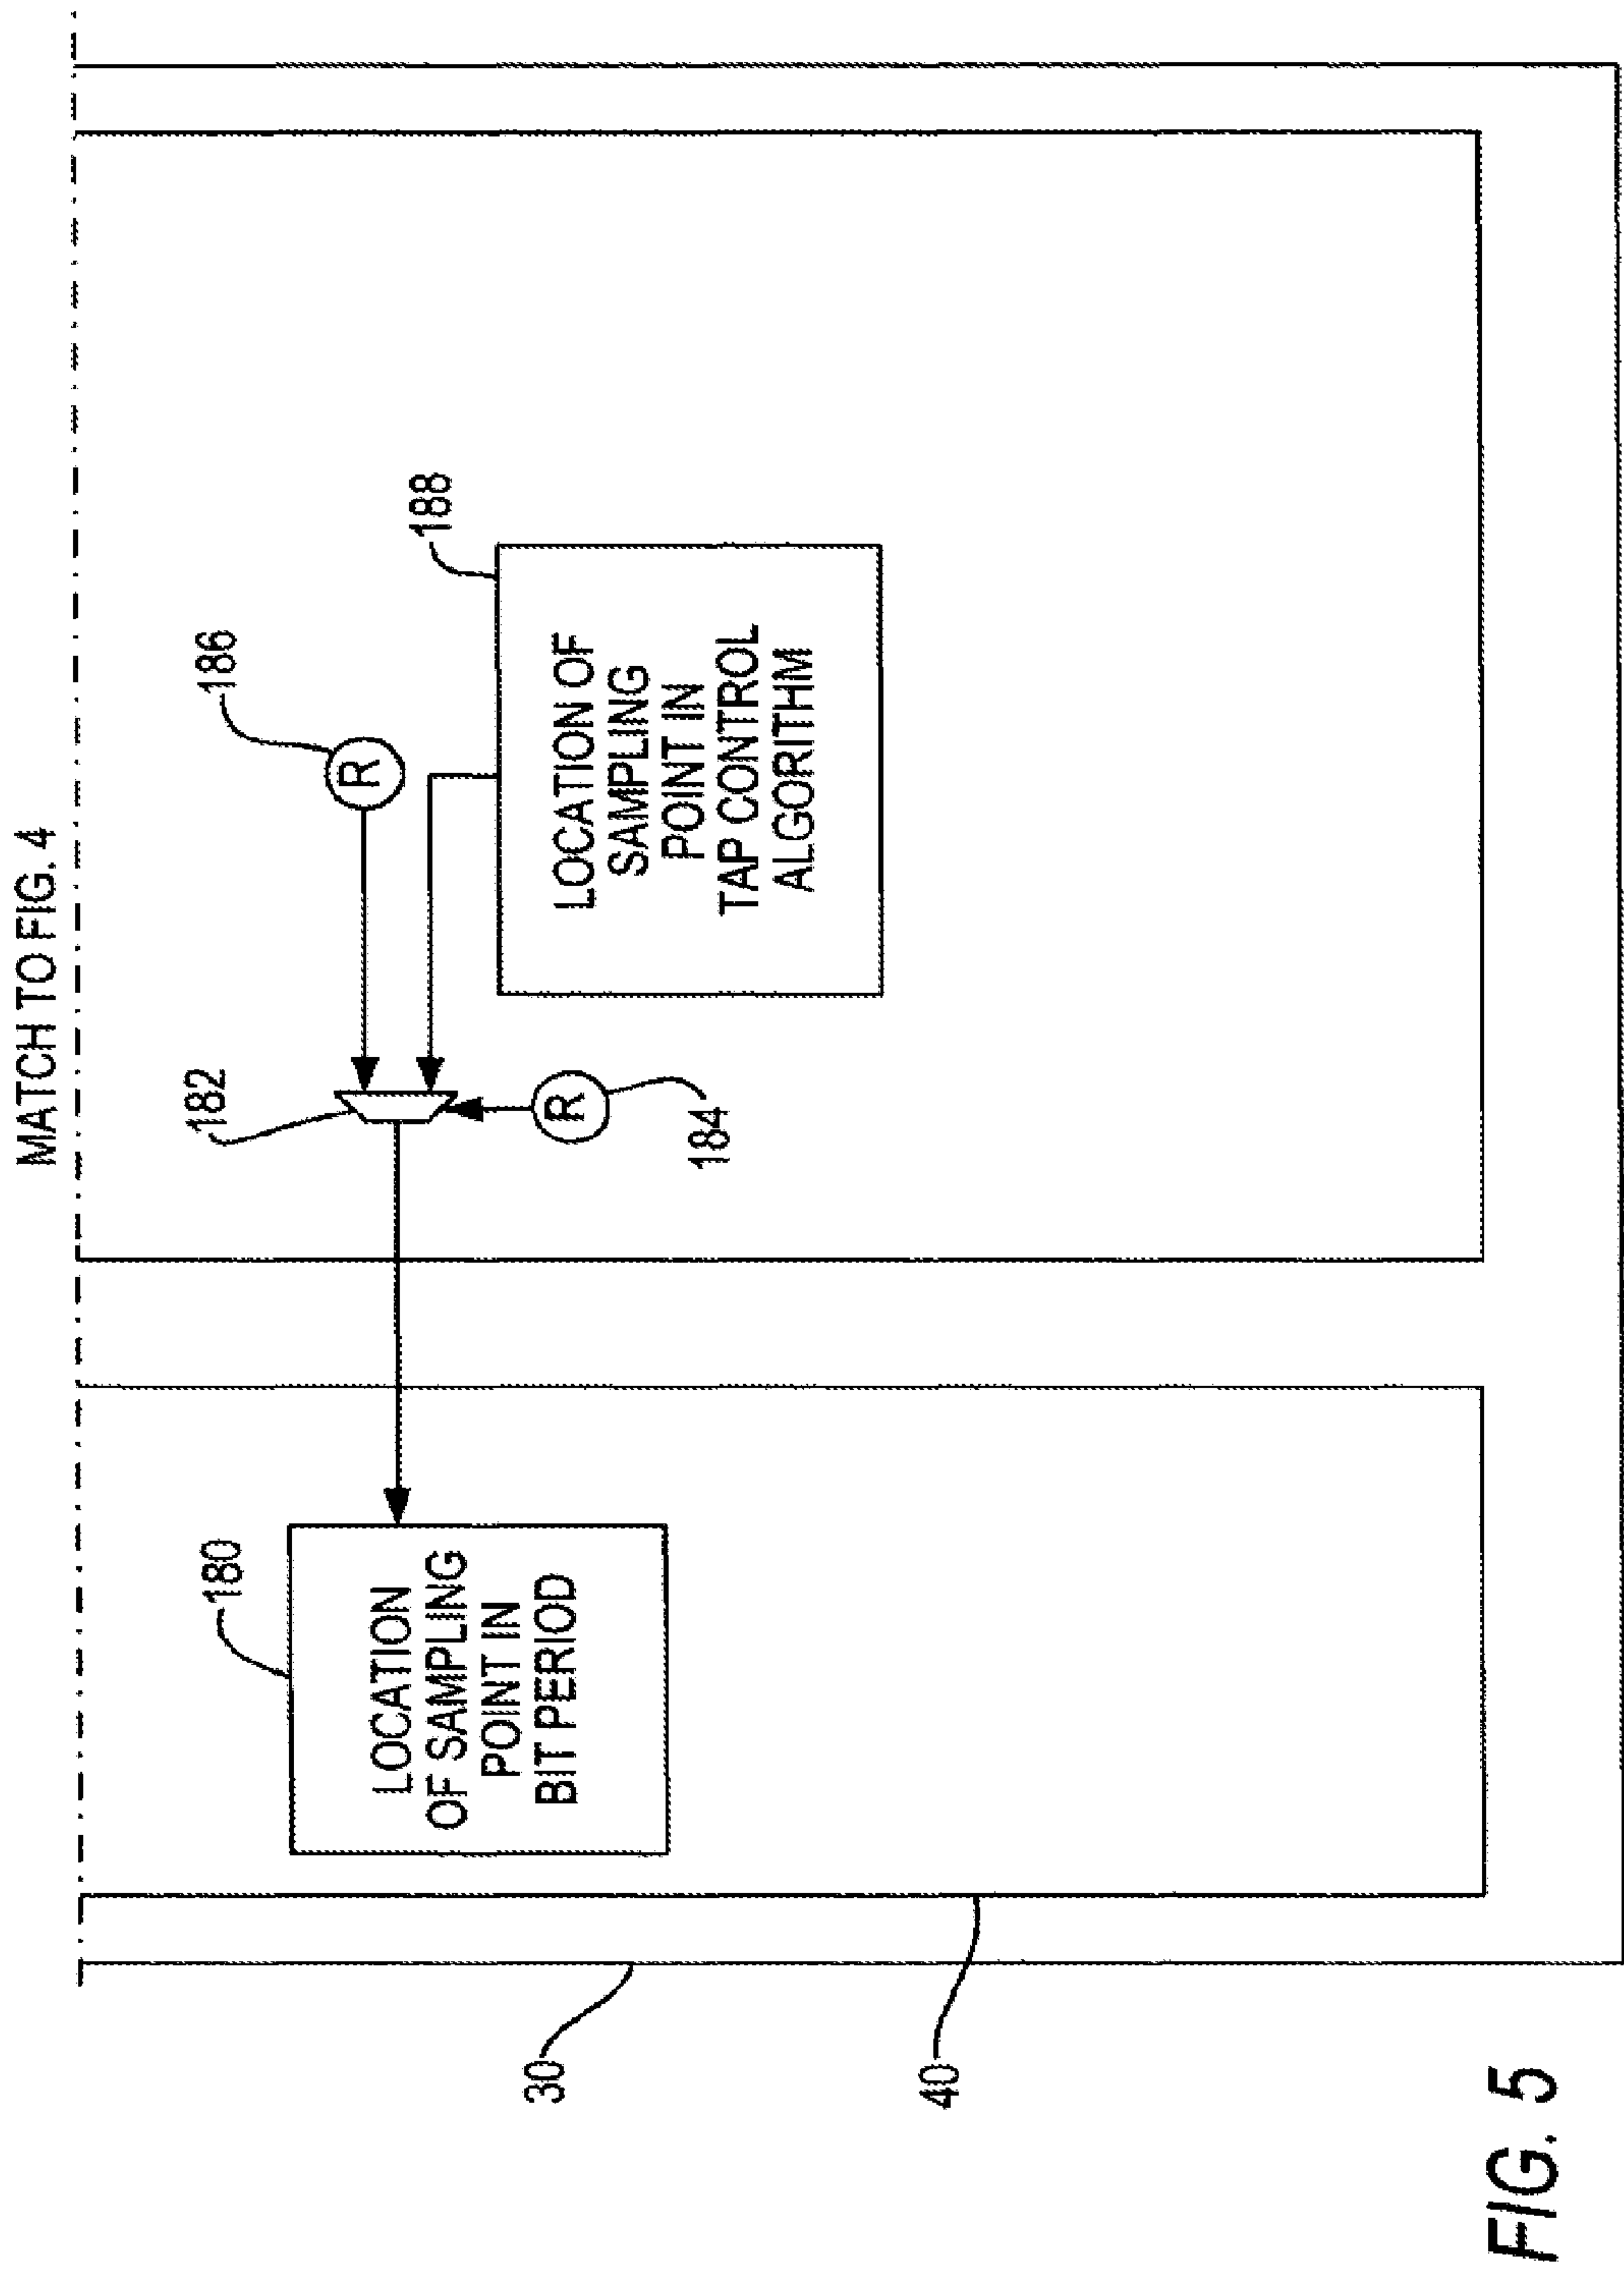 MATCH TO FIG. 4
180
LOCATION
OF SAMPLING
POINT IN
BIT PERIOD
182
R
184
R
186
188
LOCATION OF
SAMPLING
POINT IN
TAP CONTROL
ALGORITHM
30
40
FIG. 5